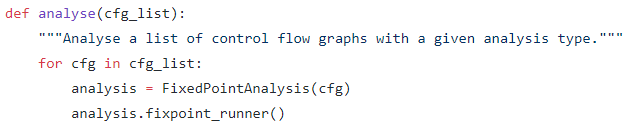 def analyse(cfg_list):
    """Analyse a list of control flow graphs with a given analysis type."""
    for cfg in cfg_list:
        analysis = FixedPointAnalysis(cfg)
        analysis.fixpoint_runner()